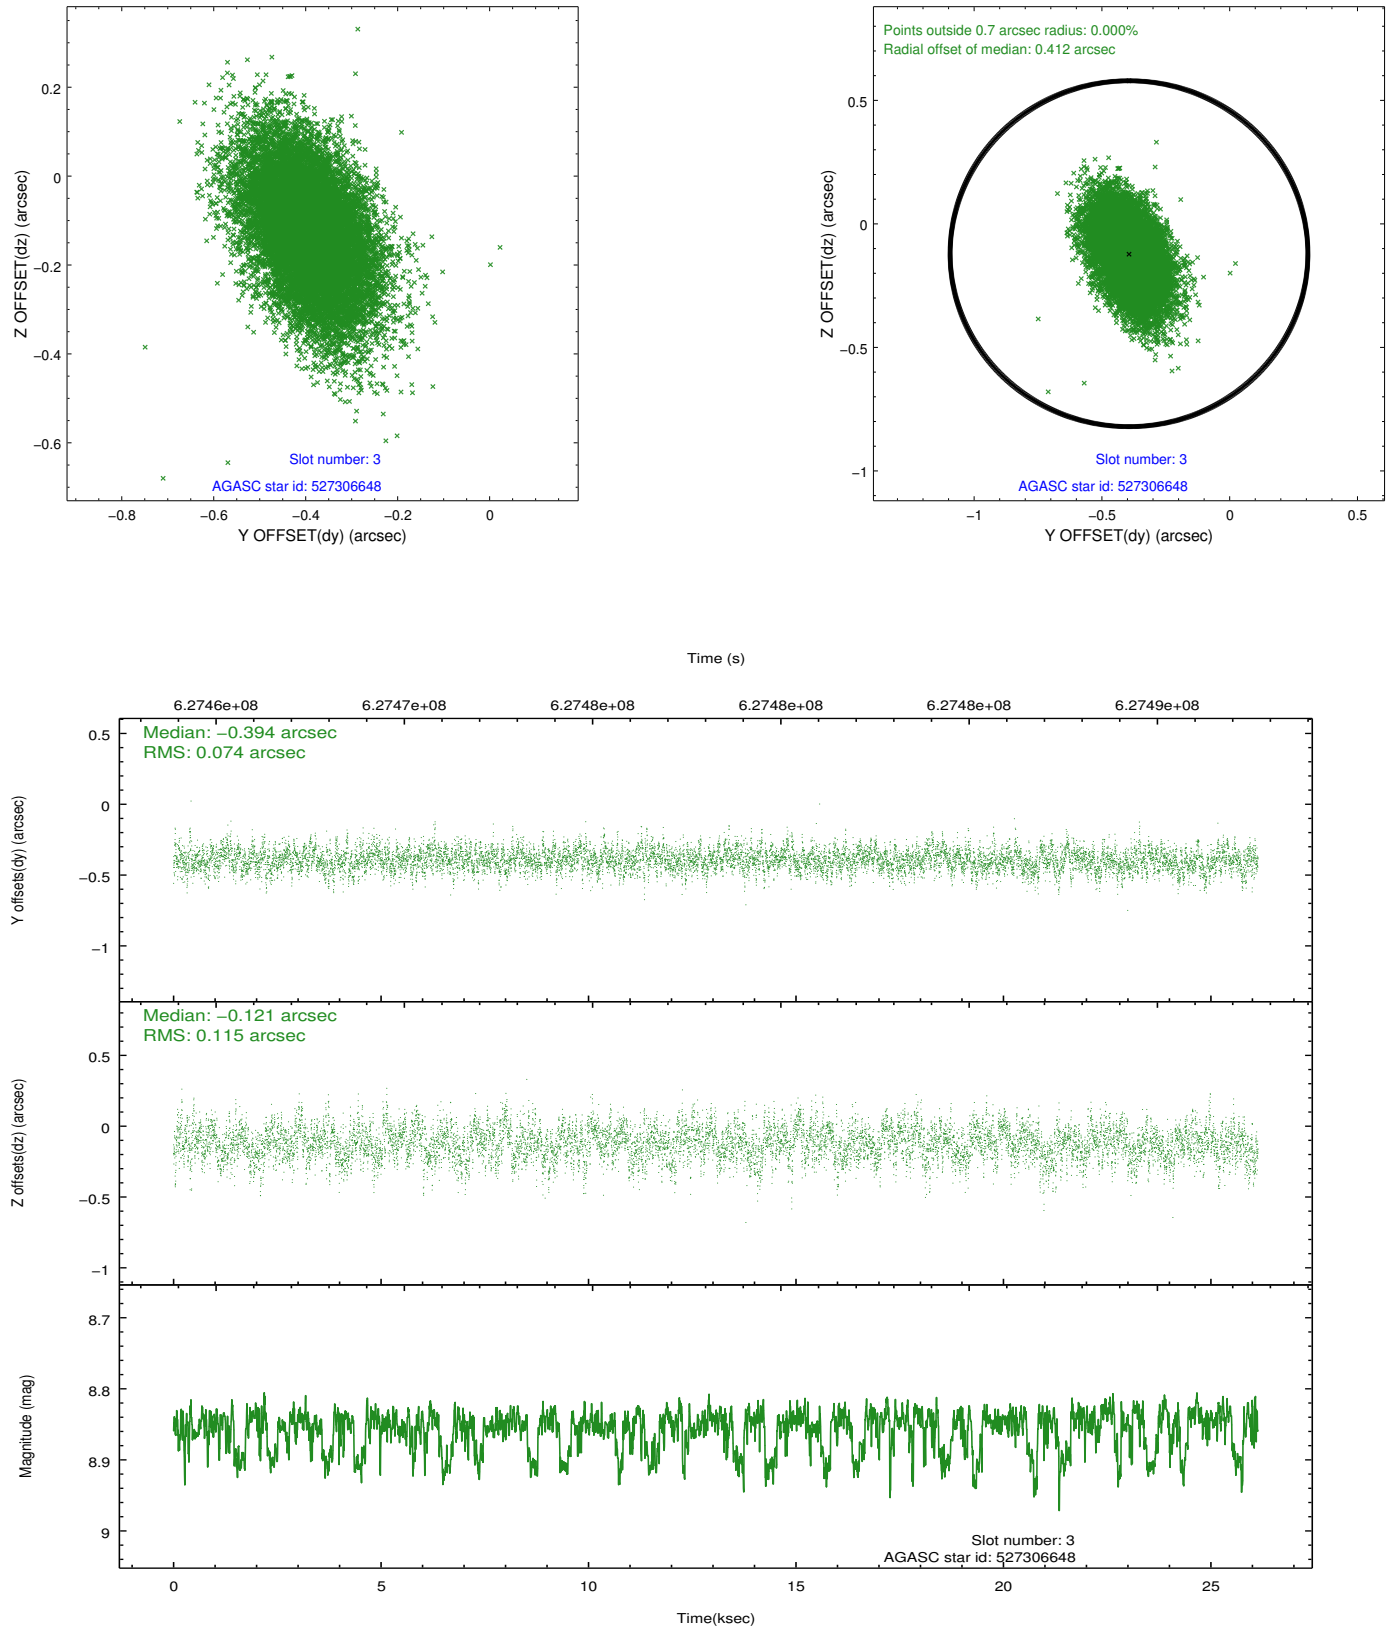 0.2
0
−0.2
−0.4
−0.6
Z OFFSET(dz) (arcsec)
Slot number: 3
AGASC star id: 527306648
−0.8
−0.6
−0.4
−0.2
0
Y OFFSET(dy) (arcsec)
Points outside 0.7 arcsec radius: 0.000%
Radial offset of median: 0.412 arcsec
0.5
0
−0.5
−1
Z OFFSET(dz) (arcsec)
Slot number: 3
AGASC star id: 527306648
−1
−0.5
0
0.5
Y OFFSET(dy) (arcsec)
Time (s)
6.2746e+08
6.2747e+08
6.2748e+08
6.2748e+08
6.2748e+08
6.2749e+08
Median: −0.394 arcsec
RMS: 0.074 arcsec
0.5
0
−0.5
−1
Y offsets(dy) (arcsec)
Median: −0.121 arcsec
RMS: 0.115 arcsec
0.5
0
−0.5
−1
Z offsets(dz) (arcsec)
8.7
8.8
8.9
9
Magnitude (mag)
Slot number: 3
AGASC star id: 527306648
0
5
10
15
20
25
Time(ksec)